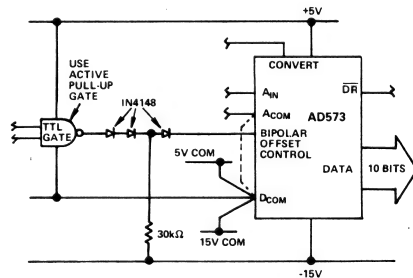 +5V
CONVERT
USE
ACTIVE
PULL-UP
GATE
IN4148
AIN
DR
TTL
GATE
ACOM
AD573
BIPOLAR
OFFSET
CONTROL
5V COM
DATA
10 BITS
DCOM
30kΩ
15V COM
-15V